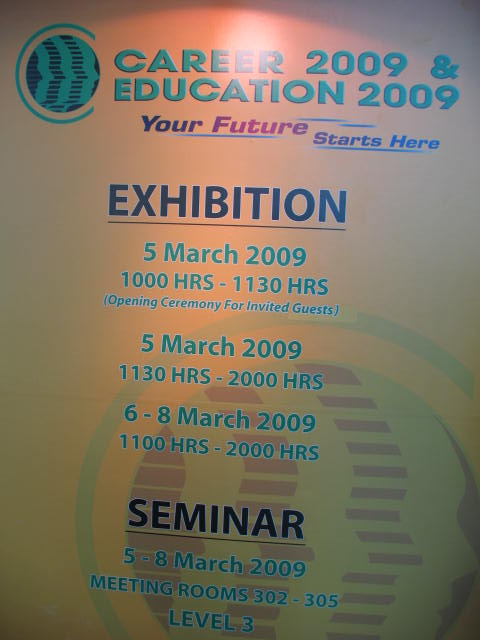 CAREER 2009 &
EDUCATION 2009
Your Future Starts Here
EXHIBITION
5 March 2009
1000 HRS - 1130 HRS
(Opening Ceremony For Invited Guests)
5 March 2009
1130 HRS - 2000 HRS
6 - 8 March 2009
1100 HRS - 2000 HRS
SEMINAR
5 - 8 March 2009
MEETING ROOMS 302 - 305
LEVEL 3